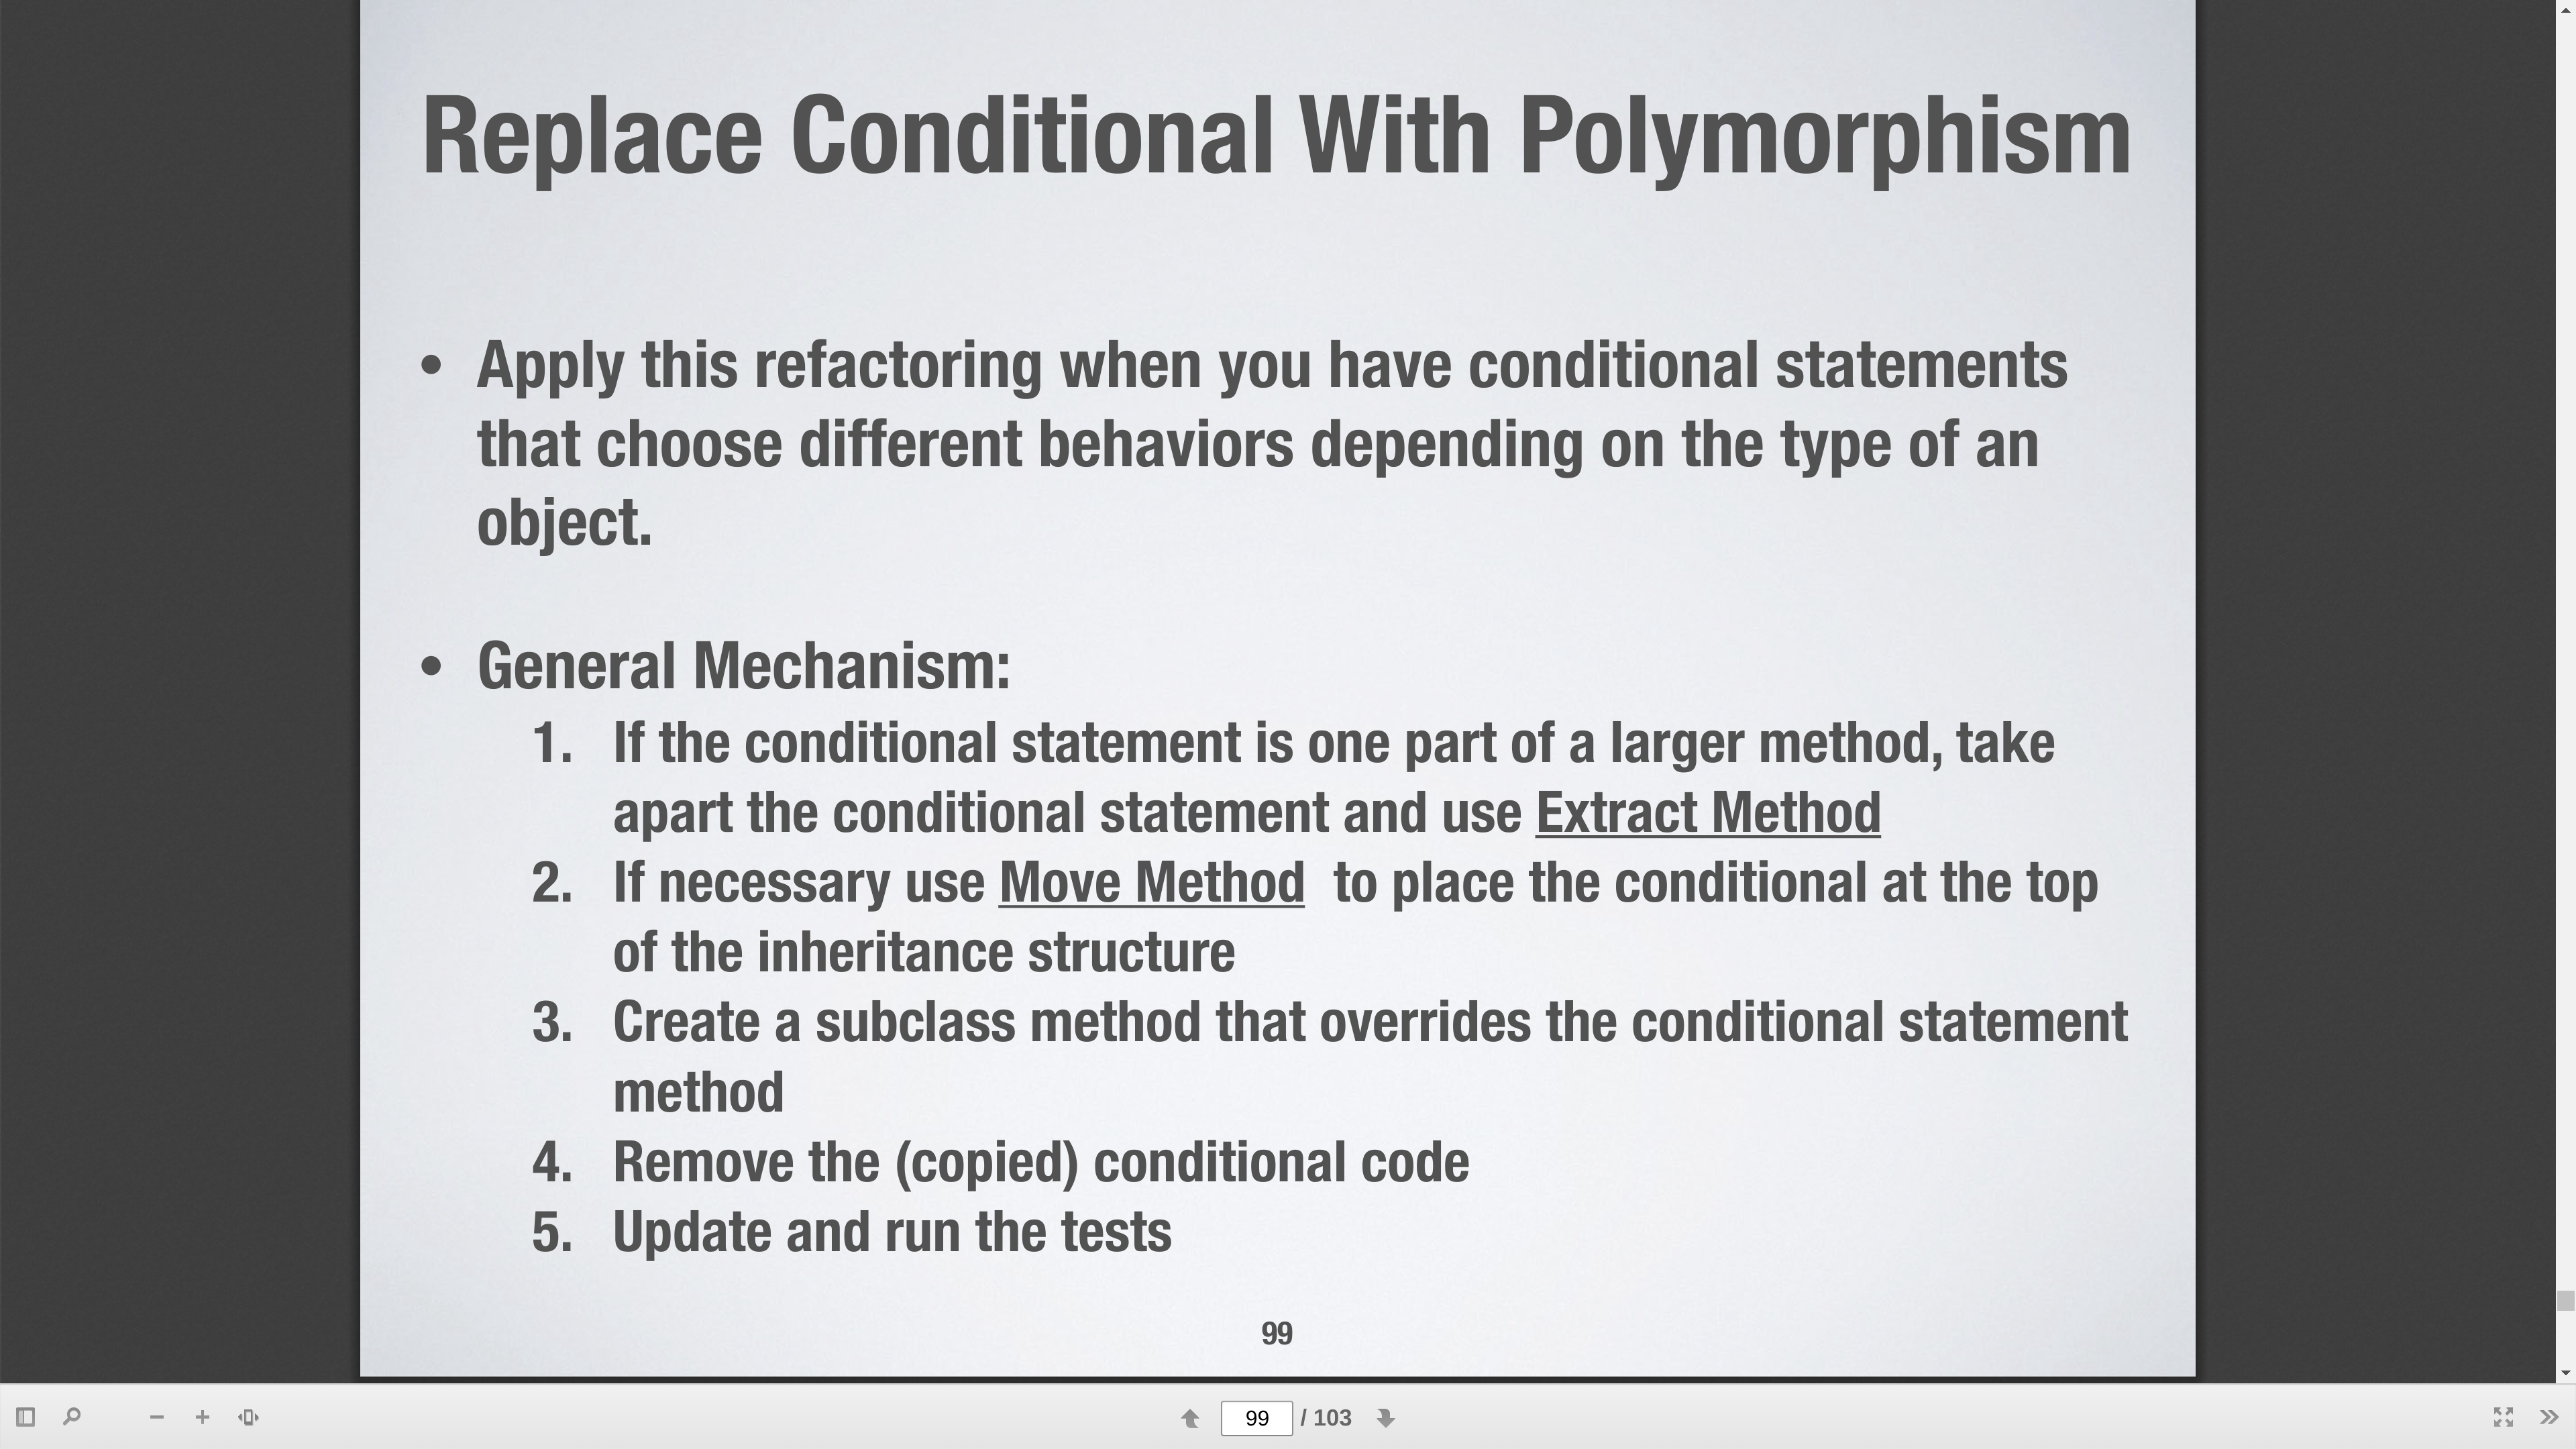 Replace Conditional With Polymorphism
• Apply this refactoring when you have conditional statements
that choose different behaviors depending on the type of an
object.
• General Mechanism:
1. If the conditional statement is one part of a larger method, take
apart the conditional statement and use Extract Method
2. If necessary use Move Method to place the conditional at the top
of the inheritance structure
3. Create a subclass method that overrides the conditional statement
method
4. Remove the (copied) conditional code
5. Update and run the tests
99
99 / 103